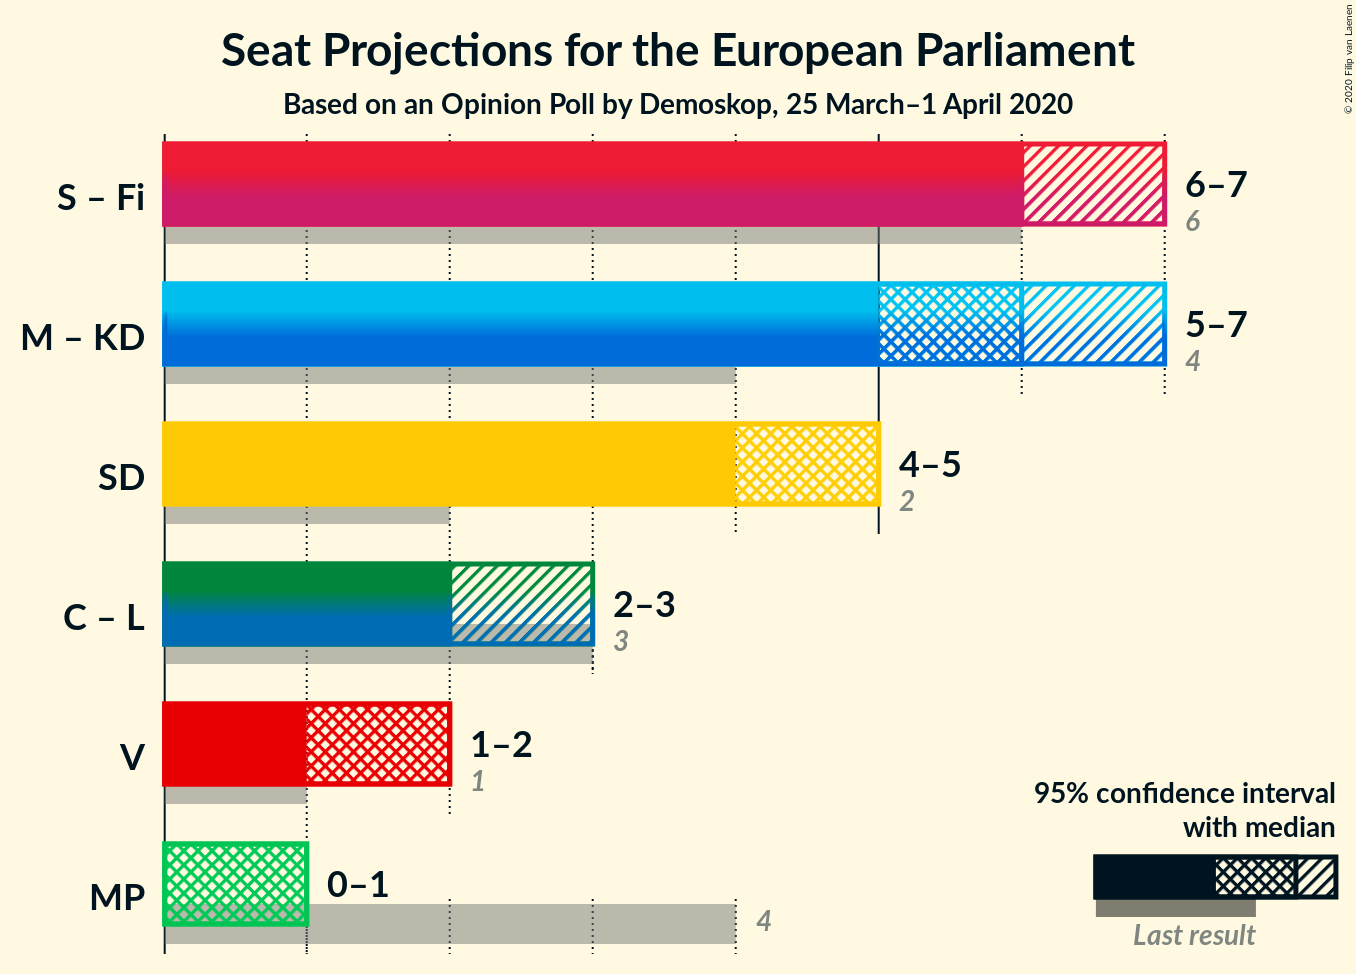 Seat Projections for the European Parliament
Based on an Opinion Poll by Demoskop, 25 March–1 April 2020
© 2020 Filip van Laenen
S – Fi
6–7
6
M – KD
5–7
4
SD
4–5
2
C – L
2–3
3
V
1–2
1
MP
0–1
4
95% confidence interval
with median
Last result